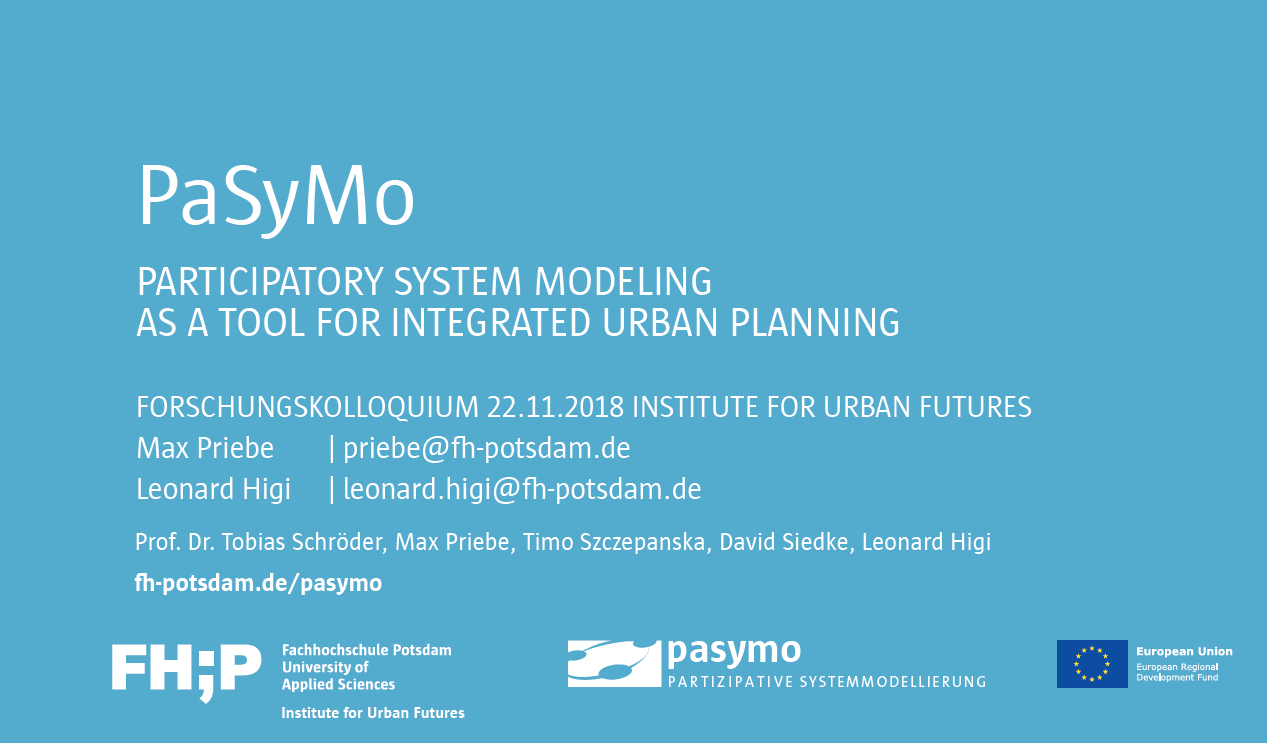 PaSyMo
PARTICIPATORY SYSTEM MODELING
AS A TOOL FOR INTEGRATED URBAN PLANNING
FORSCHUNGSKOLLOQUIUM 22.11.2018 INSTITUTE FOR URBAN FUTURES
Max Priebe | priebe@fh-potsdam.de
Leonard Higi | leonard.higi@fh-potsdam.de
Prof. Dr. Tobias Schröder, Max Priebe, Timo Szczepanska, David Siedke, Leonard Higi
fh-potsdam.de/pasymo
FH;P
Fachhochschule Potsdam
University of
Applied Sciences
Institute for Urban Futures
pasymo
PARTIZIPATIVE SYSTEMMODELLIERUNG
European Union
European Regional
Development Fund